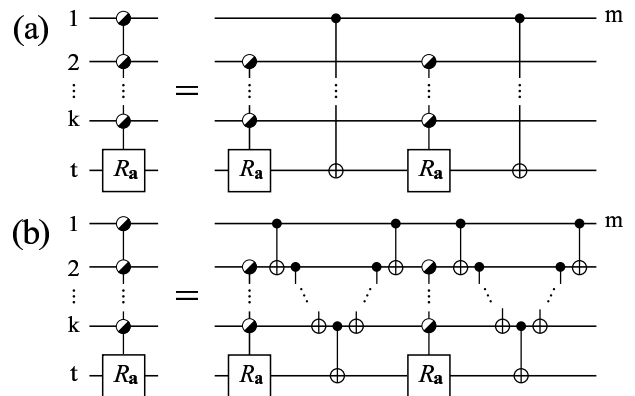 (a)
1
m
2
⋮ ⋮ = ⋮ ⋮ ⋮ ⋮
k
t R_a R_a R_a
(b)
1
m
2
⋮ ⋮ = ⋮ ⋱ ⋰ ⋮ ⋱ ⋰
k
t R_a R_a R_a